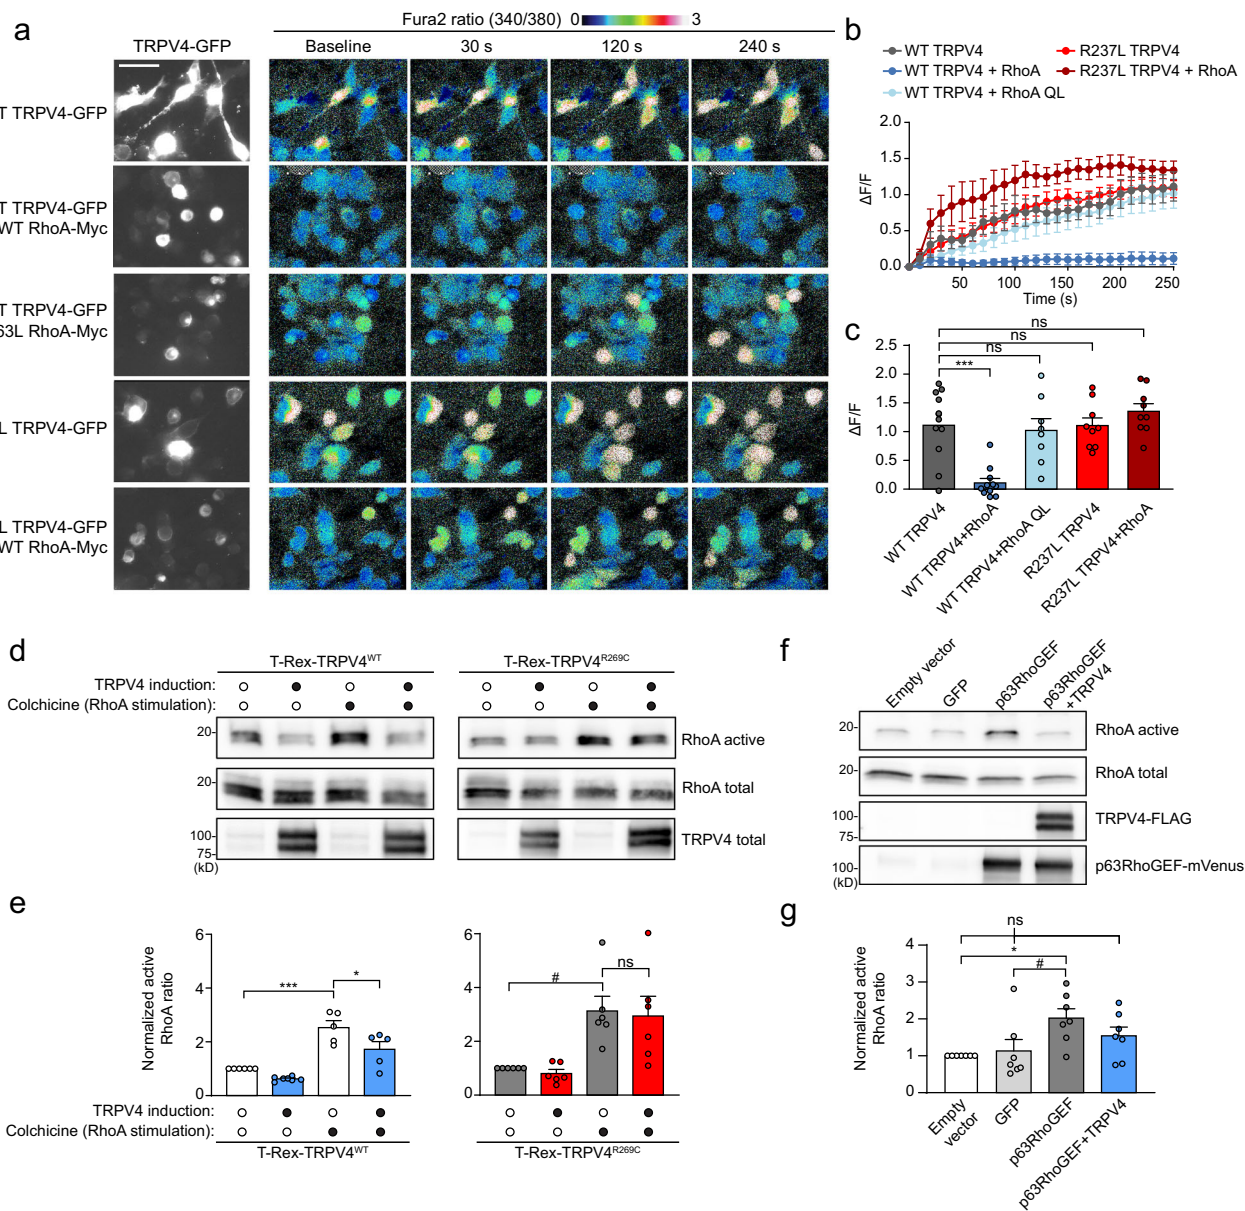 a
Fura2 ratio (340/380) 0 3
TRPV4-GFP
Baseline 30 s 120 s 240 s
T TRPV4-GFP
T TRPV4-GFP
WT RhoA-Myc
T TRPV4-GFP
63L RhoA-Myc
L TRPV4-GFP
L TRPV4-GFP
WT RhoA-Myc
b
WT TRPV4 R237L TRPV4
WT TRPV4 + RhoA R237L TRPV4 + RhoA
WT TRPV4 + RhoA QL
2.0
1.5
1.0
0.5
0.0
ΔF/F
50 100 150 200 250
Time (s)
c
ns
ns
ns
***
2.5
2.0
1.5
1.0
0.5
0.0
ΔF/F
WT TRPV4
WT TRPV4+RhoA
WT TRPV4+RhoA QL
R237L TRPV4
R237L TRPV4+RhoA
d
T-Rex-TRPV4WT T-Rex-TRPV4R269C
TRPV4 induction:
Colchicine (RhoA stimulation):
20- RhoA active
20- RhoA total
100- TRPV4 total
75-
(kD)
e
Normalized active
RhoA ratio
6
4
2
0
***
*
6
4
2
0
#
ns
TRPV4 induction:
Colchicine (RhoA stimulation):
T-Rex-TRPV4WT T-Rex-TRPV4R269C
f
Empty vector
GFP
p63RhoGEF
p63RhoGEF
+TRPV4
20- RhoA active
20- RhoA total
100- TRPV4-FLAG
75-
100- p63RhoGEF-mVenus
(kD)
g
ns
*
#
Normalized active
RhoA ratio
4
3
2
1
0
Empty
vector
GFP
p63RhoGEF
p63RhoGEF+TRPV4